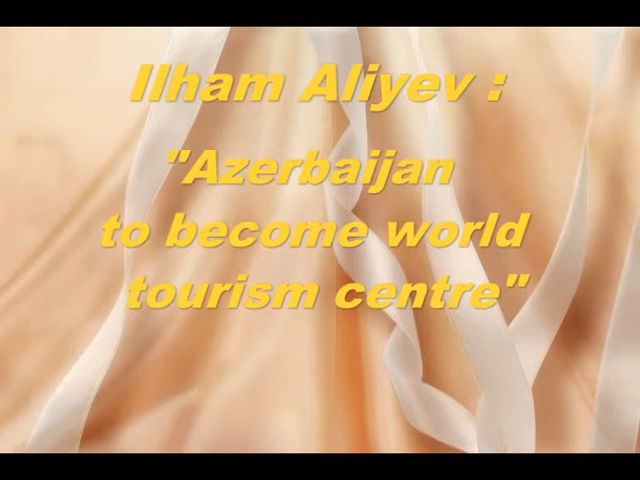 Ilham Aliyev :
"Azerbaijan
to become world
tourism centre"